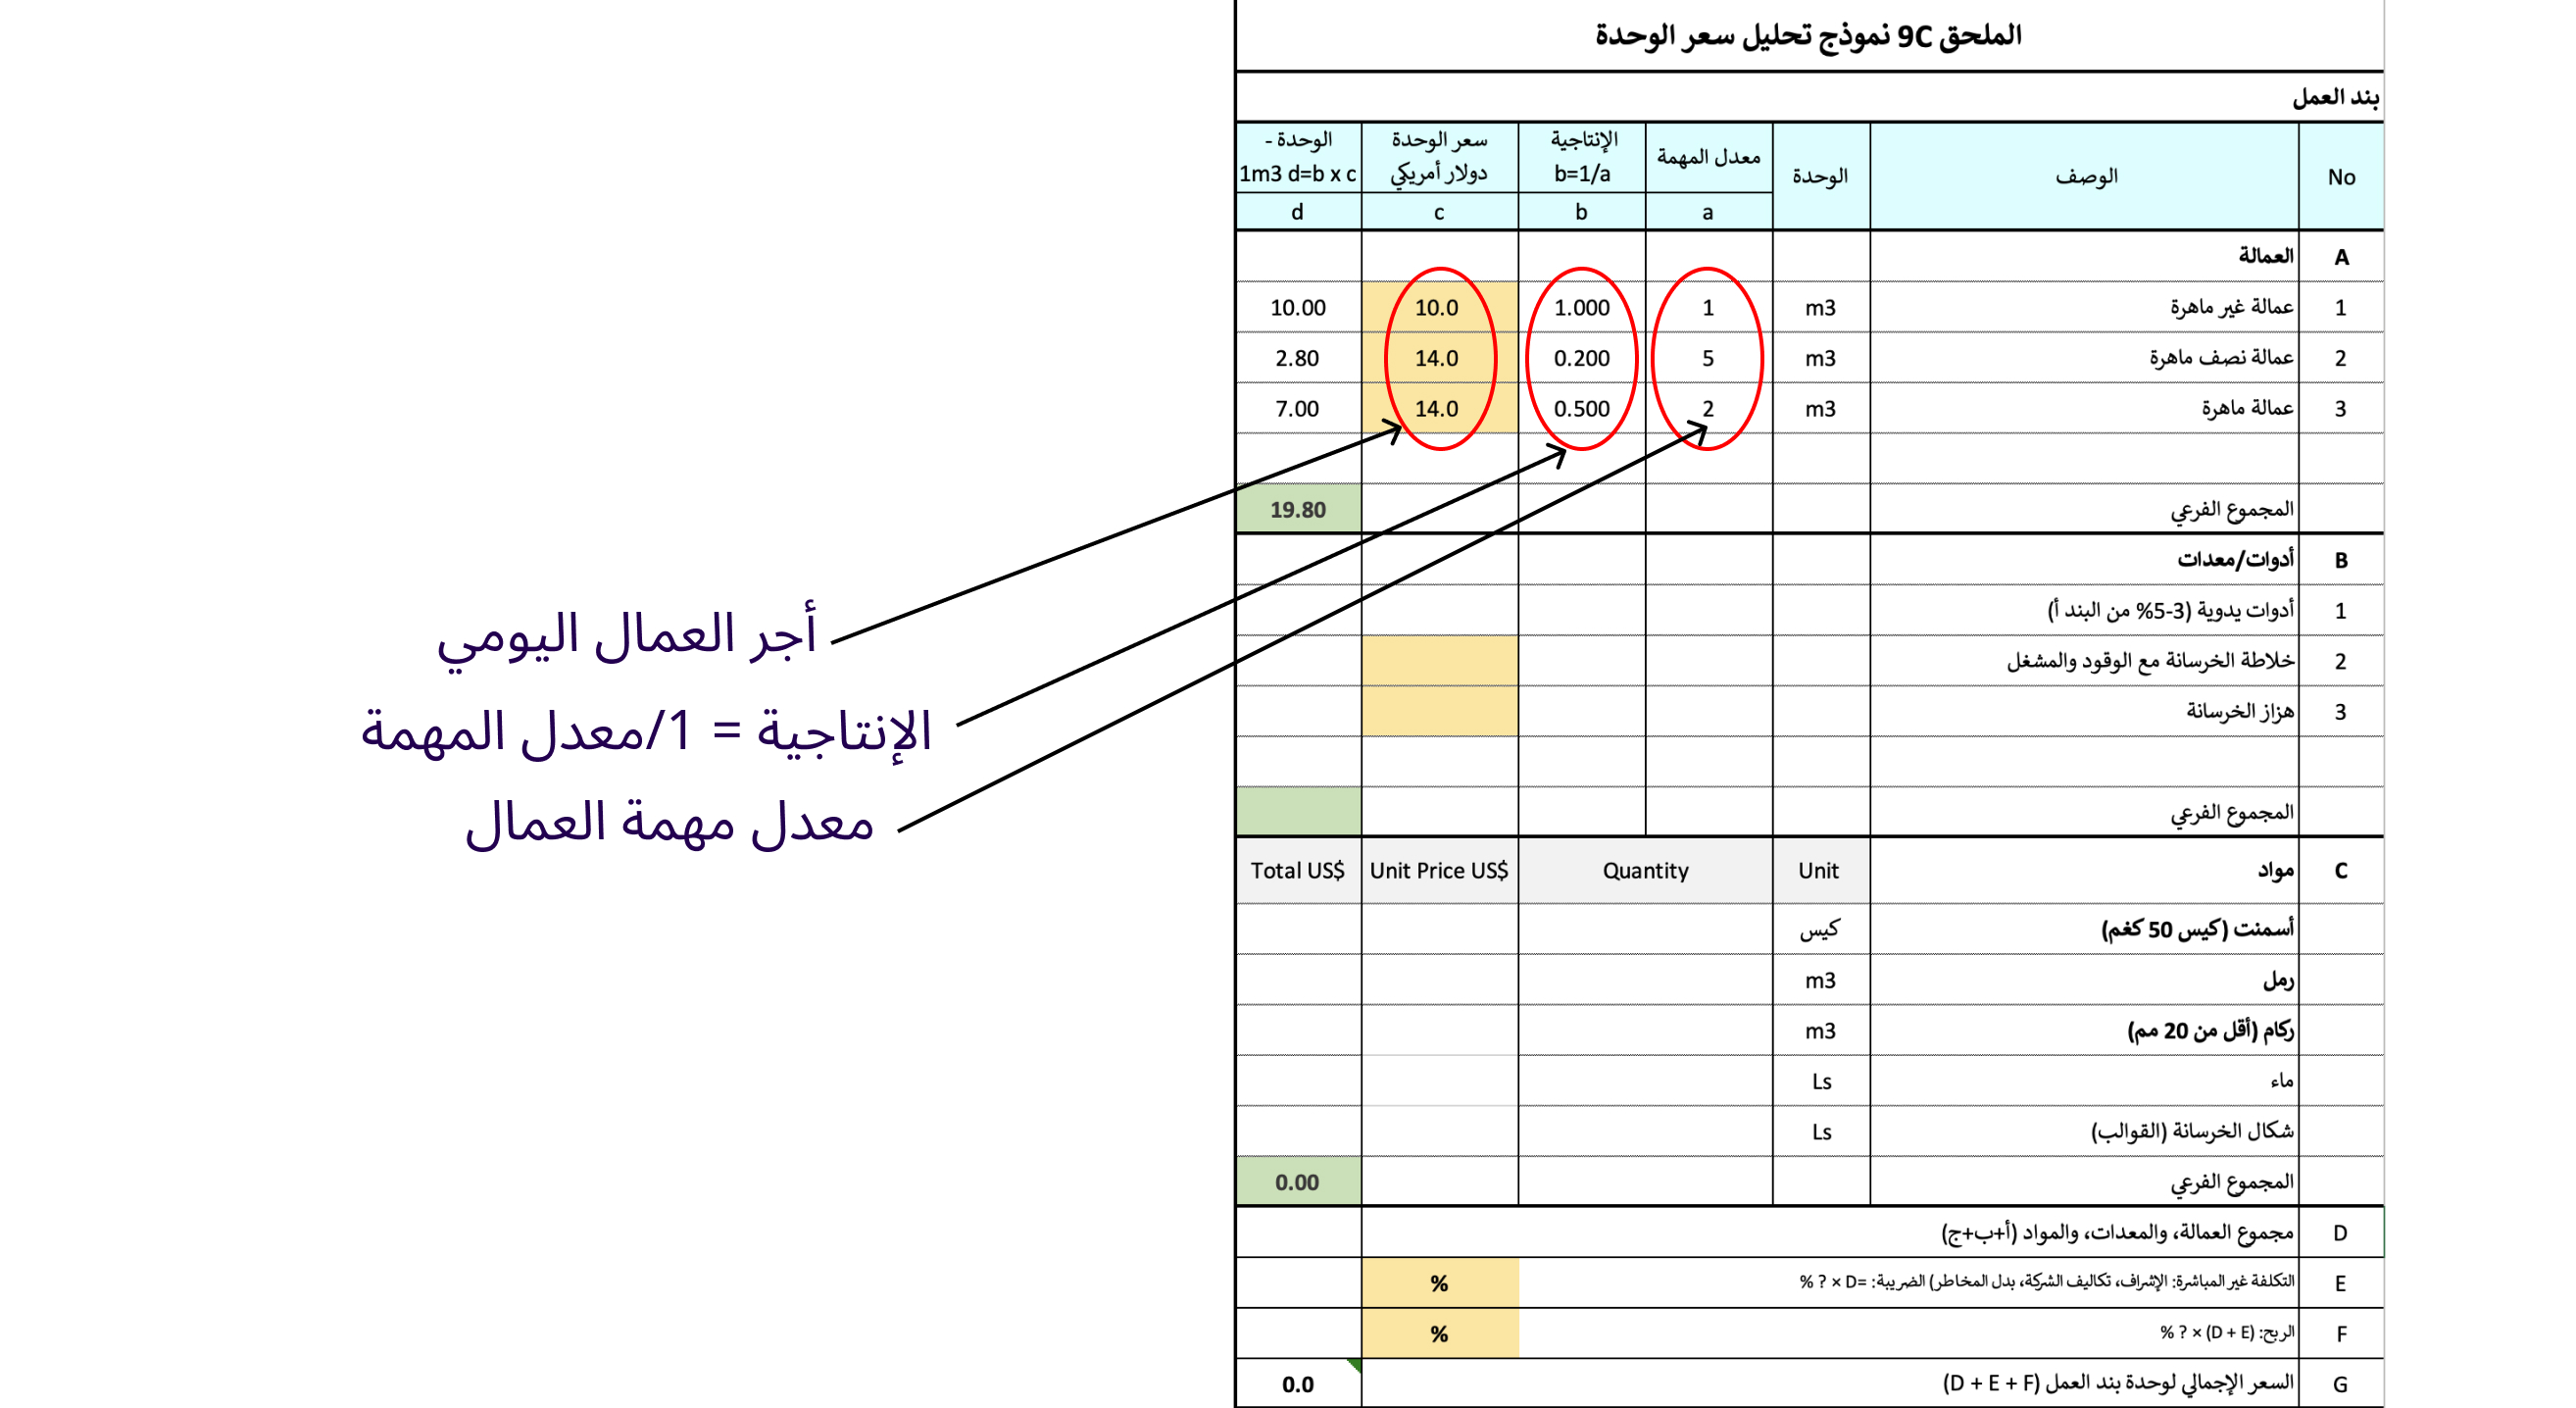 الملحق 9C نموذج تحليل سعر الوحدة
بند العمل
No الوصف الوحدة معدل المهمة الإنتاجية b=1/a سعر الوحدة دولار أمريكي الوحدة - 1m3 d=b x c
a b c d
A العمالة
1 عمالة غير ماهرة m3 1 1.000 10.0 10.00
2 عمالة نصف ماهرة m3 5 0.200 14.0 2.80
3 عمالة ماهرة m3 2 0.500 14.0 7.00
المجموع الفرعي 19.80
B أدوات/معدات
1 أدوات يدوية (3-5% من البند أ)
2 خلاطة الخرسانة مع الوقود والمشغل
3 هزاز الخرسانة
المجموع الفرعي
C مواد Unit Quantity Unit Price US$ Total US$
أسمنت (كيس 50 كغم) كيس
رمل m3
ركام (أقل من 20 مم) m3
ماء Ls
شكال الخرسانة (القوالب) Ls
المجموع الفرعي 0.00
D مجموع العمالة، والمعدات، والمواد (أ+ب+ج)
E التكلفة غير المباشرة: الإشراف، تكاليف الشركة، بدل المخاطر) الضريبة: =D × ? % %
F الربح: (D + E) × ? % %
G السعر الإجمالي لوحدة بند العمل (D + E + F) 0.0
أجر العمال اليومي
الإنتاجية = 1/معدل المهمة
معدل مهمة العمال